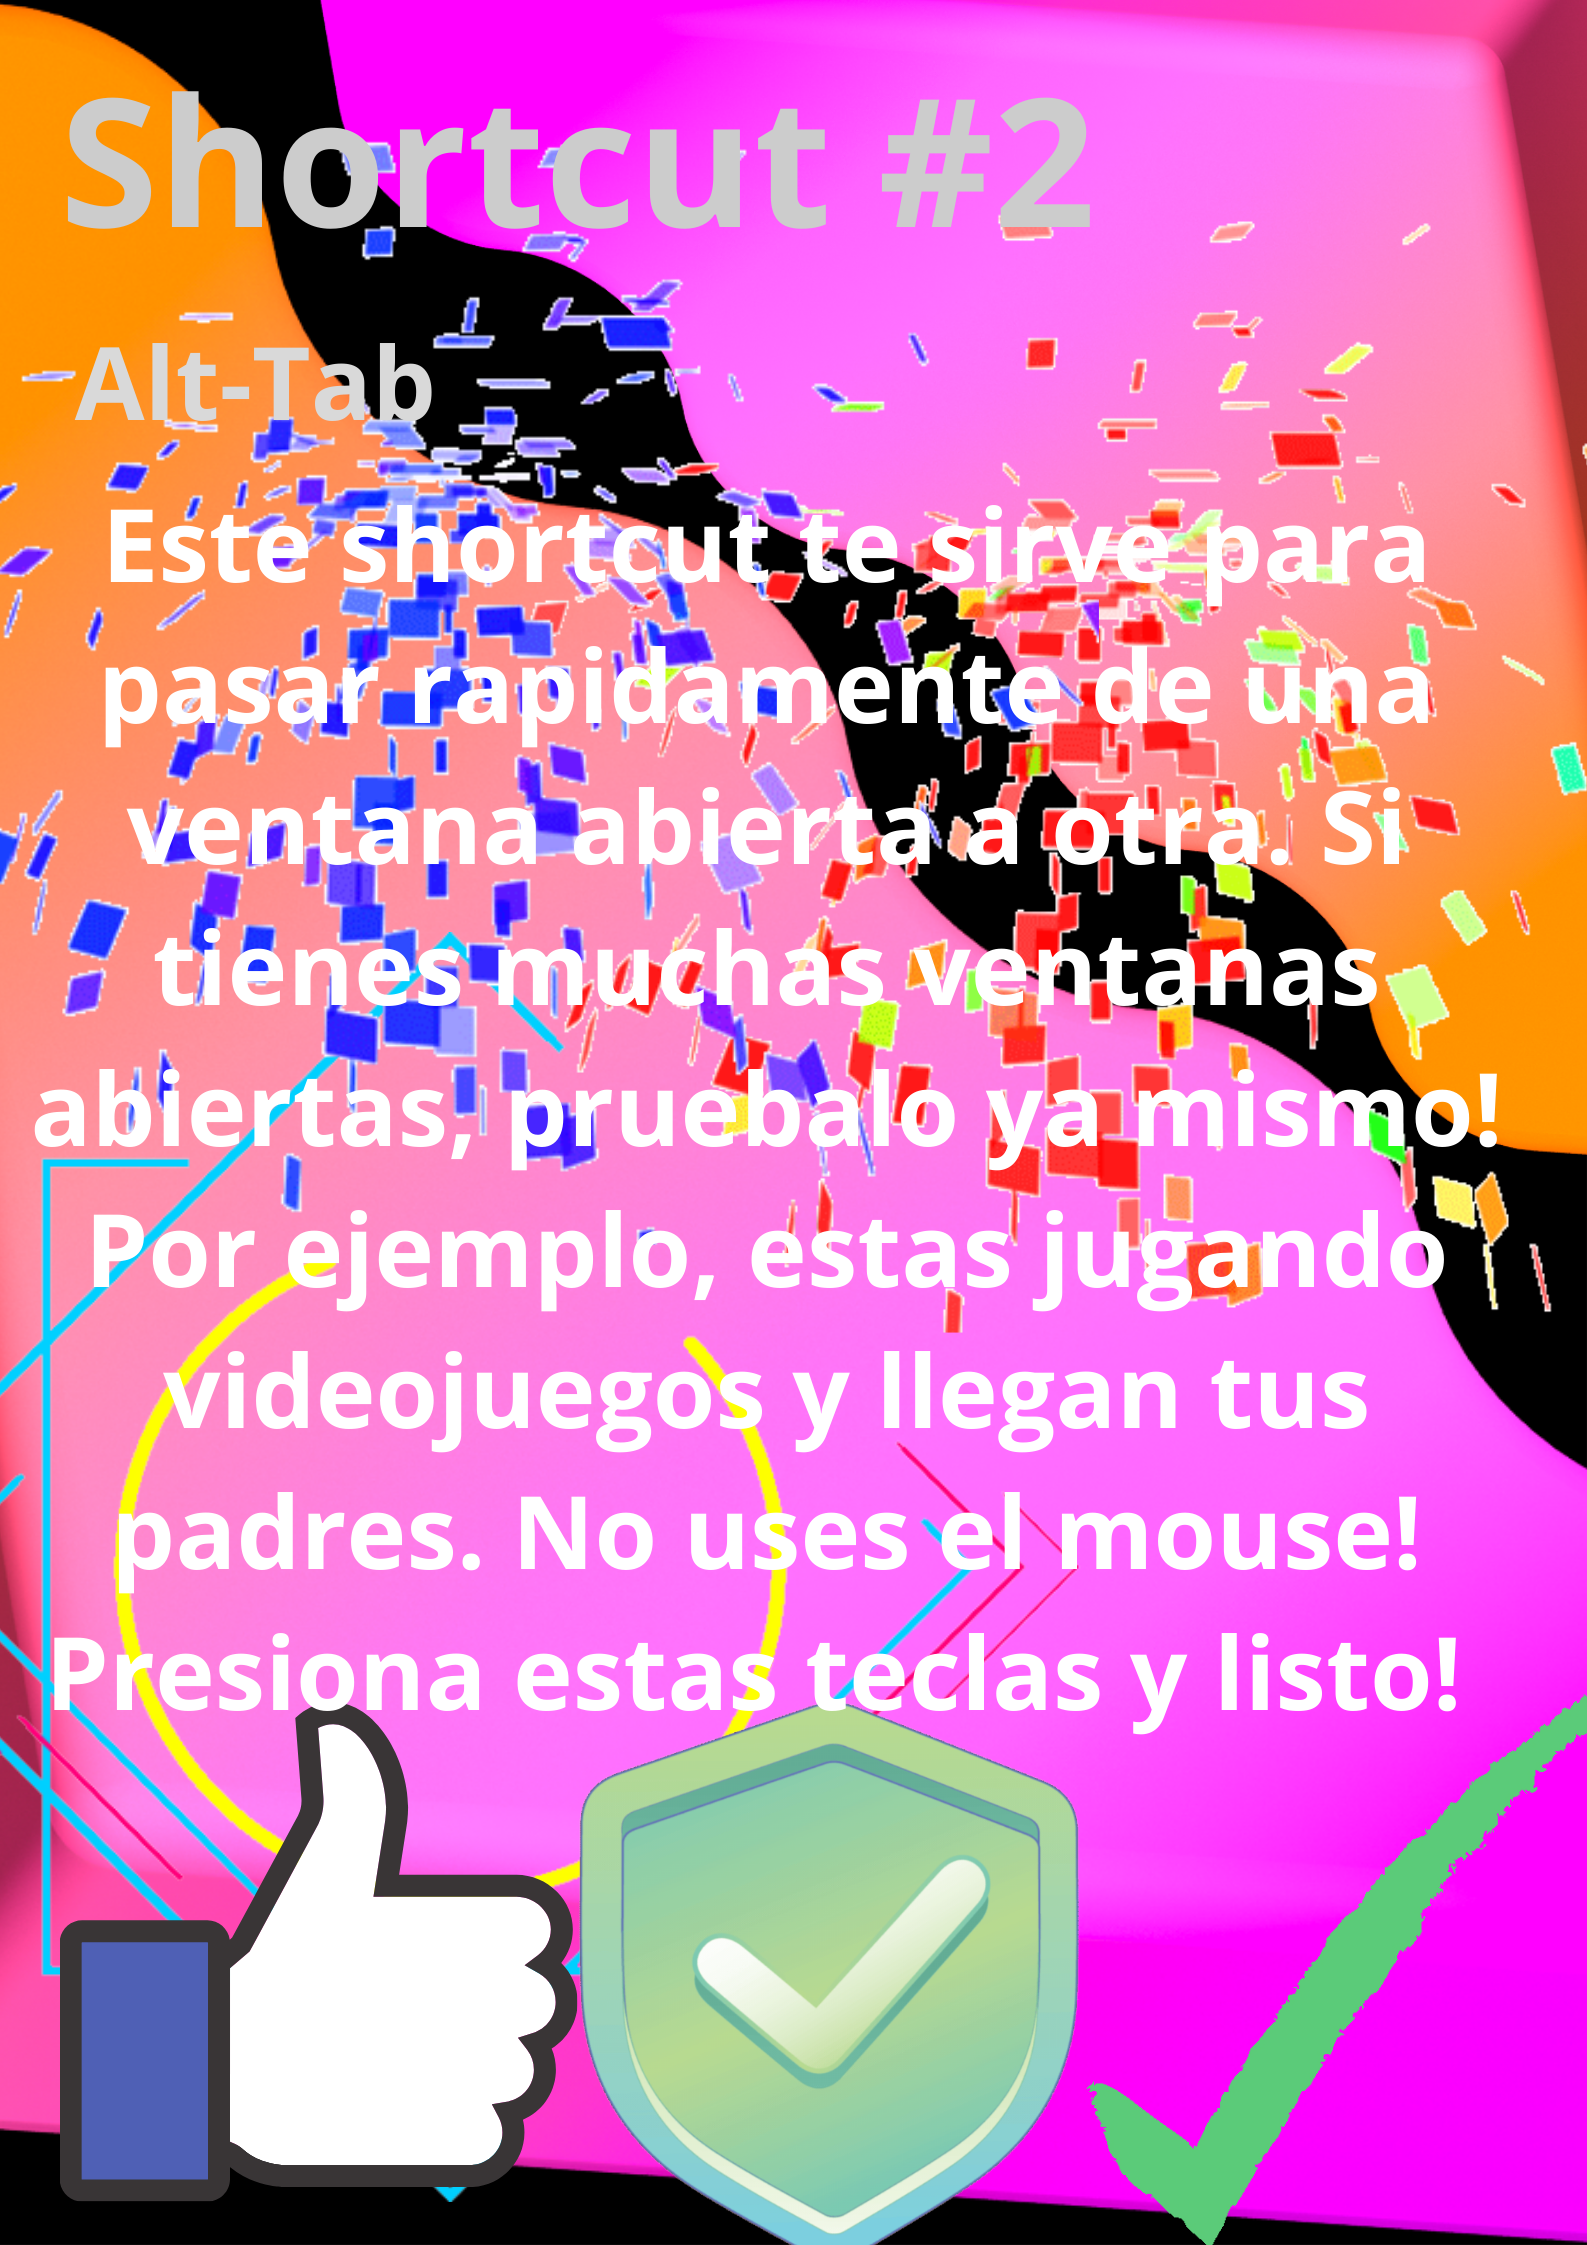 Shortcut #2
Alt-Tab
Este shortcut te sirve para
pasar rapidamente de una
ventana abierta a otra. Si
tienes muchas ventanas
abiertas, pruebalo ya mismo!
Por ejemplo, estas jugando
videojuegos y llegan tus
padres. No uses el mouse!
Presiona estas teclas y listo!